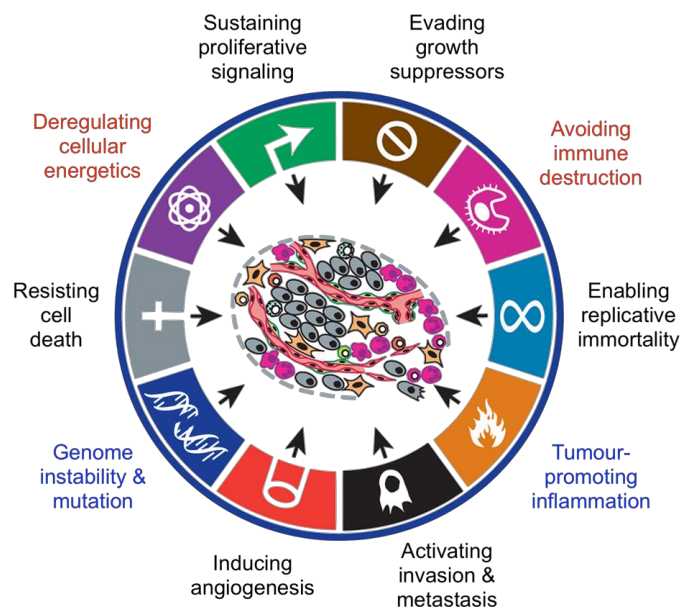 Sustaining
proliferative
signaling
Evading
growth
suppressors
Deregulating
cellular
energetics
Avoiding
immune
destruction
Resisting
cell
death
Enabling
replicative
immortality
Genome
instability &
mutation
Tumour-
promoting
inflammation
Inducing
angiogenesis
Activating
invasion &
metastasis